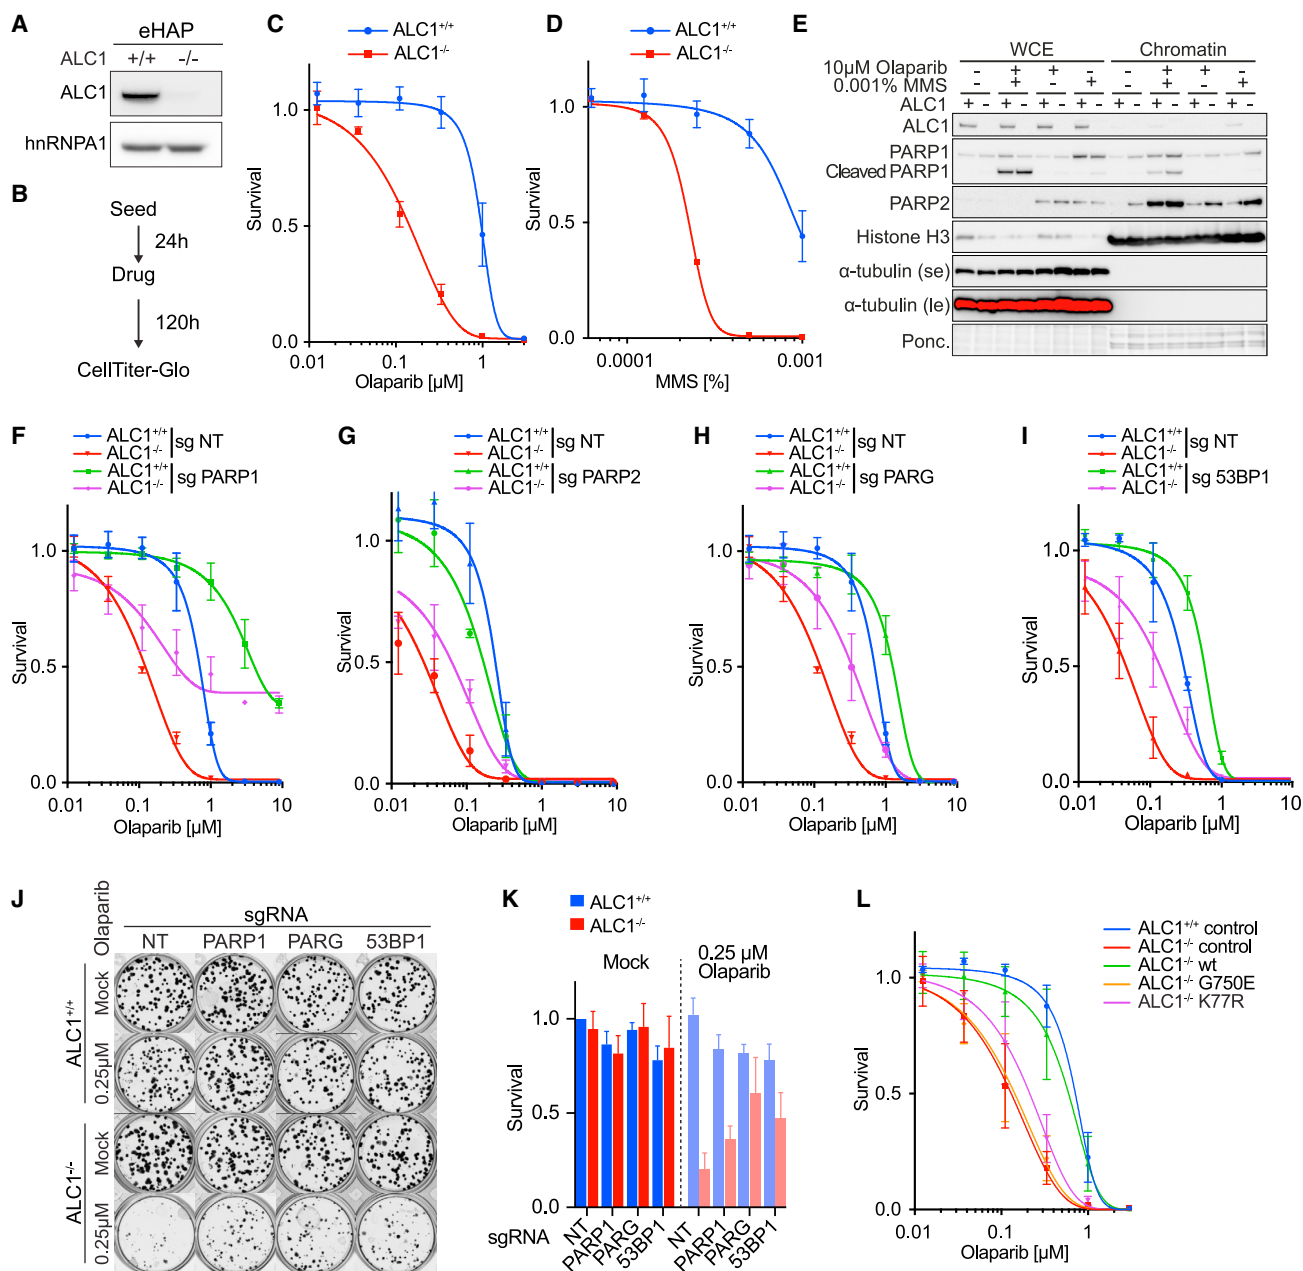 A
eHAP
ALC1 +/+ -/-
ALC1
hnRNPA1
B
Seed
24h
Drug
120h
CellTiter-Glo
C
ALC1+/+
ALC1-/-
Survival
1.0
0.5
0.0
0.01 0.1 1
Olaparib [µM]
D
ALC1+/+
ALC1-/-
Survival
1.0
0.5
0.0
0.0001 0.001
MMS [%]
E
WCE Chromatin
10µM Olaparib - + + - - + + -
0.001% MMS - + - + - + - +
ALC1 + - + - + - + - + - + - + - + -
ALC1
PARP1
Cleaved PARP1
PARP2
Histone H3
α-tubulin (se)
α-tubulin (le)
Ponc.
F
ALC1+/+
ALC1-/-
sg NT
ALC1+/+
ALC1-/-
sg PARP1
Survival
1.0
0.5
0.0
0.01 0.1 1 10
Olaparib [µM]
G
ALC1+/+
ALC1-/-
sg NT
ALC1+/+
ALC1-/-
sg PARP2
Survival
1.0
0.5
0.0
0.01 0.1 1 10
Olaparib [µM]
H
ALC1+/+
ALC1-/-
sg NT
ALC1+/+
ALC1-/-
sg PARG
Survival
1.0
0.5
0.0
0.01 0.1 1 10
Olaparib [µM]
I
ALC1+/+
ALC1-/-
sg NT
ALC1+/+
ALC1-/-
sg 53BP1
Survival
1.0
0.5
0.0
0.01 0.1 1 10
Olaparib [µM]
J
Olaparib
sgRNA
NT PARP1 PARG 53BP1
ALC1+/+
Mock
0.25µM
ALC1-/-
Mock
0.25µM
K
ALC1+/+
ALC1-/-
Mock
0.25 µM
Olaparib
Survival
1.0
0.5
0.0
sgRNA
NT PARP1 PARG 53BP1 NT PARP1 PARG 53BP1
L
ALC1+/+ control
ALC1-/- control
ALC1-/- wt
ALC1-/- G750E
ALC1-/- K77R
Survival
1.0
0.5
0.0
0.01 0.1 1
Olaparib [µM]